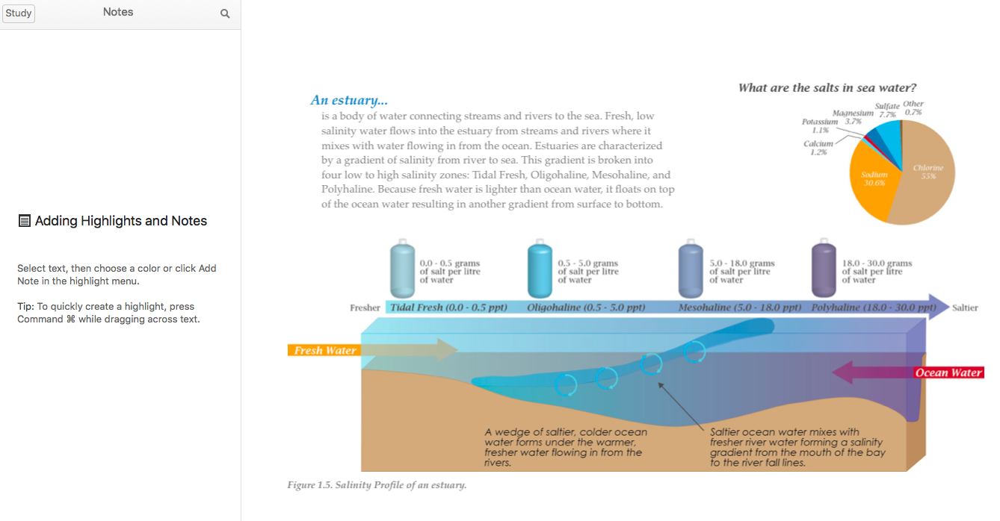 Study
Notes
Adding Highlights and Notes
Select text, then choose a color or click Add
Note in the highlight menu.
Tip: To quickly create a highlight, press
Command ⌘ while dragging across text.
An estuary...
is a body of water connecting streams and rivers to the sea. Fresh, low
salinity water flows into the estuary from streams and rivers where it
mixes with water flowing in from the ocean. Estuaries are characterized
by a gradient of salinity from river to sea. This gradient is broken into
four low to high salinity zones: Tidal Fresh, Oligohaline, Mesohaline, and
Polyhaline. Because fresh water is lighter than ocean water, it floats on top
of the ocean water resulting in another gradient from surface to bottom.
What are the salts in sea water?
Other
0.7%
Sulfate
7.7%
Magnesium
3.7%
Potassium
1.1%
Calcium
1.2%
Sodium
30.6%
Chlorine
55%
0.0 - 0.5 grams
of salt per litre
of water
0.5 - 5.0 grams
of salt per litre
of water
5.0 - 18.0 grams
of salt per litre
of water
18.0 - 30.0 grams
of salt per litre
of water
Fresher
Tidal Fresh (0.0 - 0.5 ppt)
Oligohaline (0.5 - 5.0 ppt)
Mesohaline (5.0 - 18.0 ppt)
Polyhaline (18.0 - 30.0 ppt)
Saltier
Fresh Water
Ocean Water
A wedge of saltier, colder ocean
water forms under the warmer,
fresher water flowing in from the
rivers.
Saltier ocean water mixes with
fresher river water forming a salinity
gradient from the mouth of the bay
to the river fall lines.
Figure 1.5. Salinity Profile of an estuary.